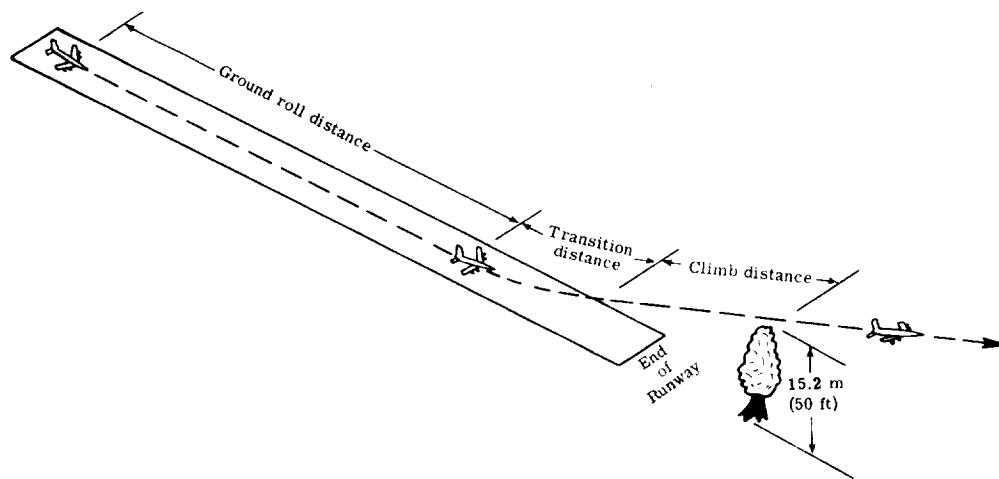 Ground roll distance
Transition
distance
Climb distance
End
of
Runway
15.2 m
(50 ft)